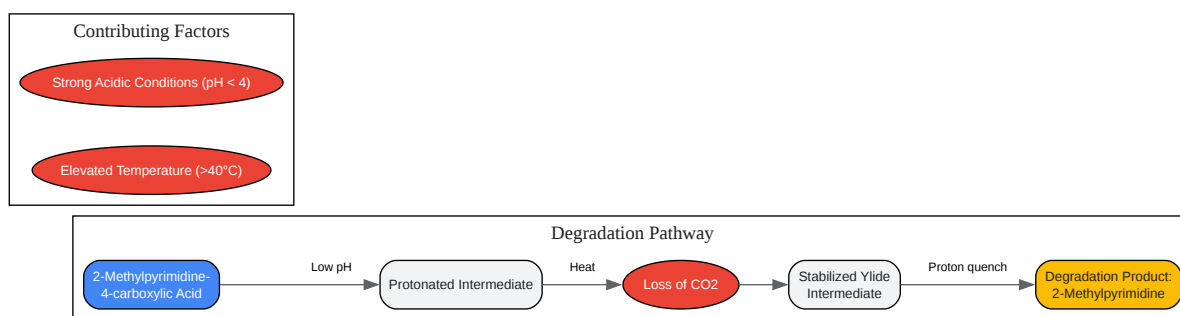 Contributing Factors
Strong Acidic Conditions (pH < 4)
Elevated Temperature (>40°C)
Degradation Pathway
2-Methylpyrimidine-
4-carboxylic Acid
Low pH
Protonated Intermediate
Heat
Loss of CO2
Stabilized Ylide
Intermediate
Proton quench
Degradation Product:
2-Methylpyrimidine